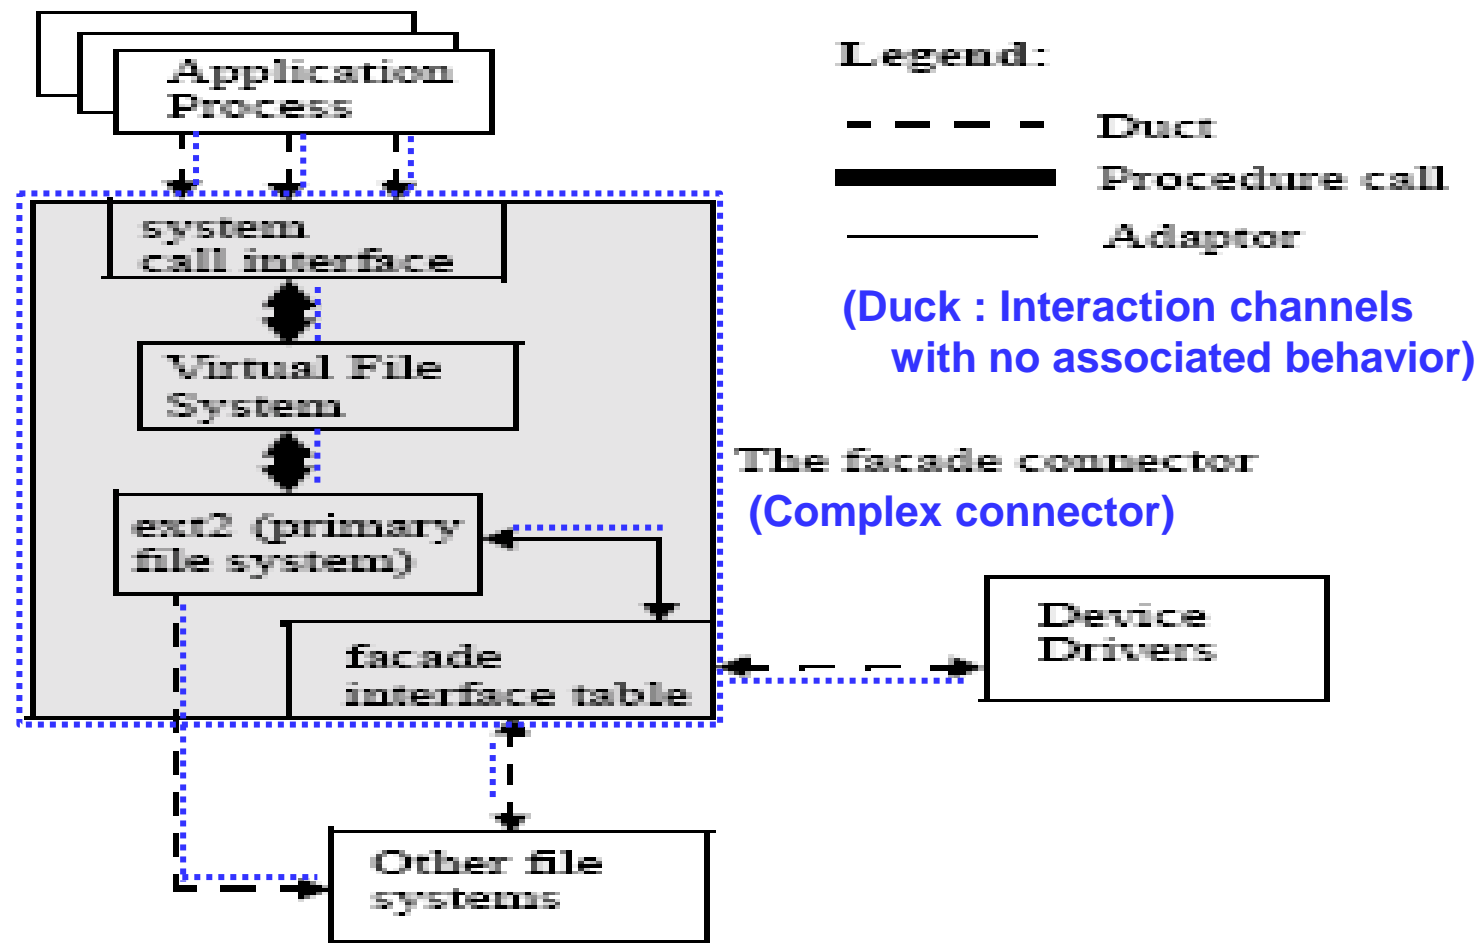 Application
Process
system
call interface
Virtual File
System
ext2 (primary
file system)
facade
interface table
Other file
systems
Legend:
Duct
Procedure call
Adaptor
(Duck : Interaction channels
with no associated behavior)
The facade connector
(Complex connector)
Device
Drivers